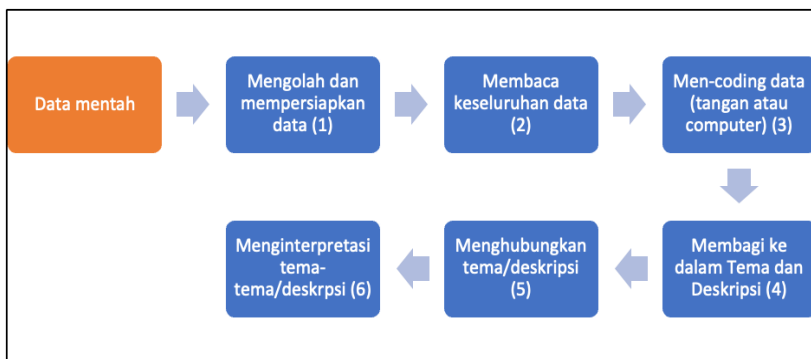 Data mentah
Mengolah dan
mempersiapkan
data (1)
Membaca
keseluruhan data
(2)
Men-coding data
(tangan atau
computer) (3)
Membagi ke
dalam Tema dan
Deskripsi (4)
Menghubungkan
tema/deskripsi
(5)
Menginterpretasi
tema-
tema/deskrpsi (6)